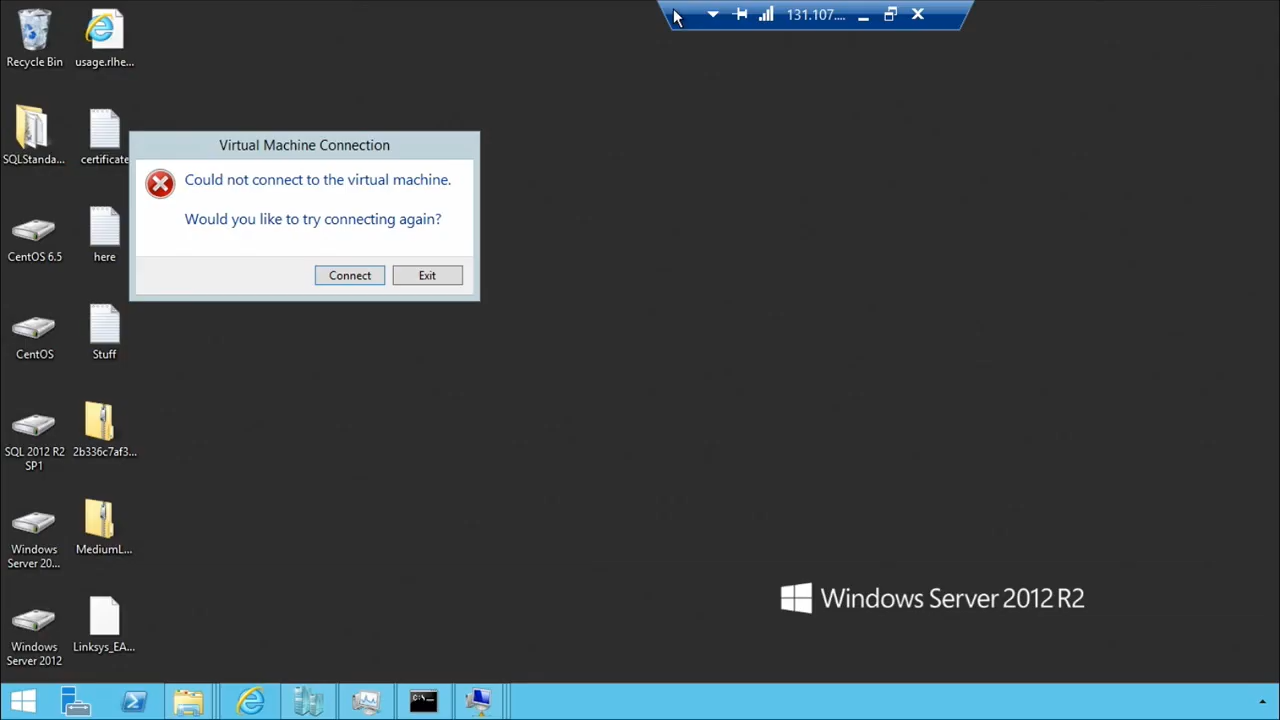 131.107....
Recycle Bin
usage.rlhe...
SQLStanda...
certificate
CentOS 6.5
here
CentOS
Stuff
SQL 2012 R2
SP1
2b336c7af3...
Windows
Server 20...
MediumL...
Windows
Server 2012
Linksys_EA...
Virtual Machine Connection
Could not connect to the virtual machine.
Would you like to try connecting again?
Connect
Exit
Windows Server 2012 R2